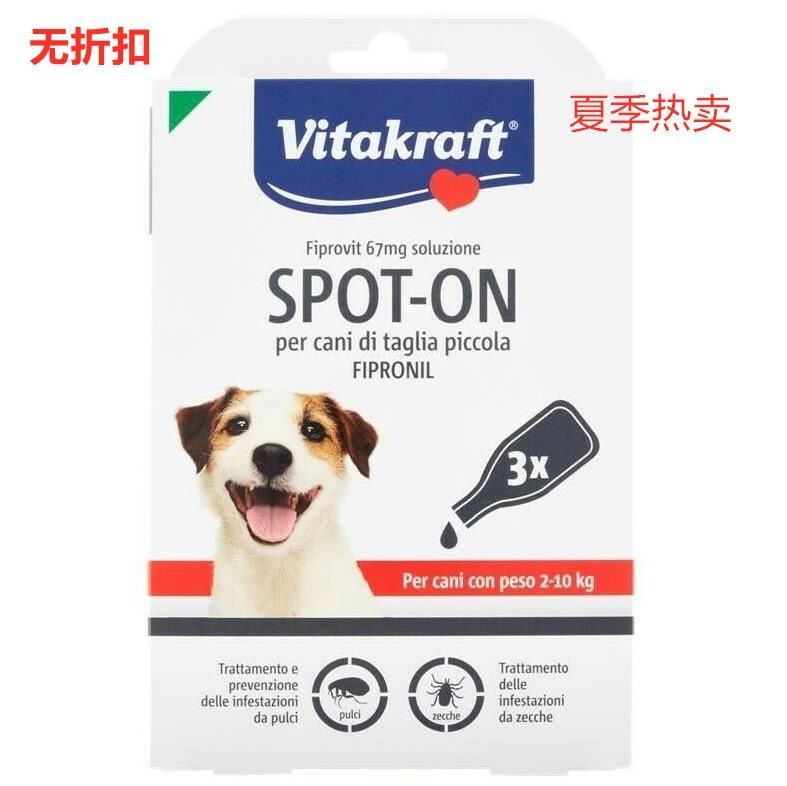 无折扣
夏季热卖
Vitakraft®
Fiprovit 67mg soluzione
SPOT-ON
per cani di taglia piccola
FIPRONIL
3x
Per cani con peso 2-10 kg
Trattamento e
prevenzione
delle infestazioni
da pulci
pulci
zecche
Trattamento
delle
infestazioni
da zecche